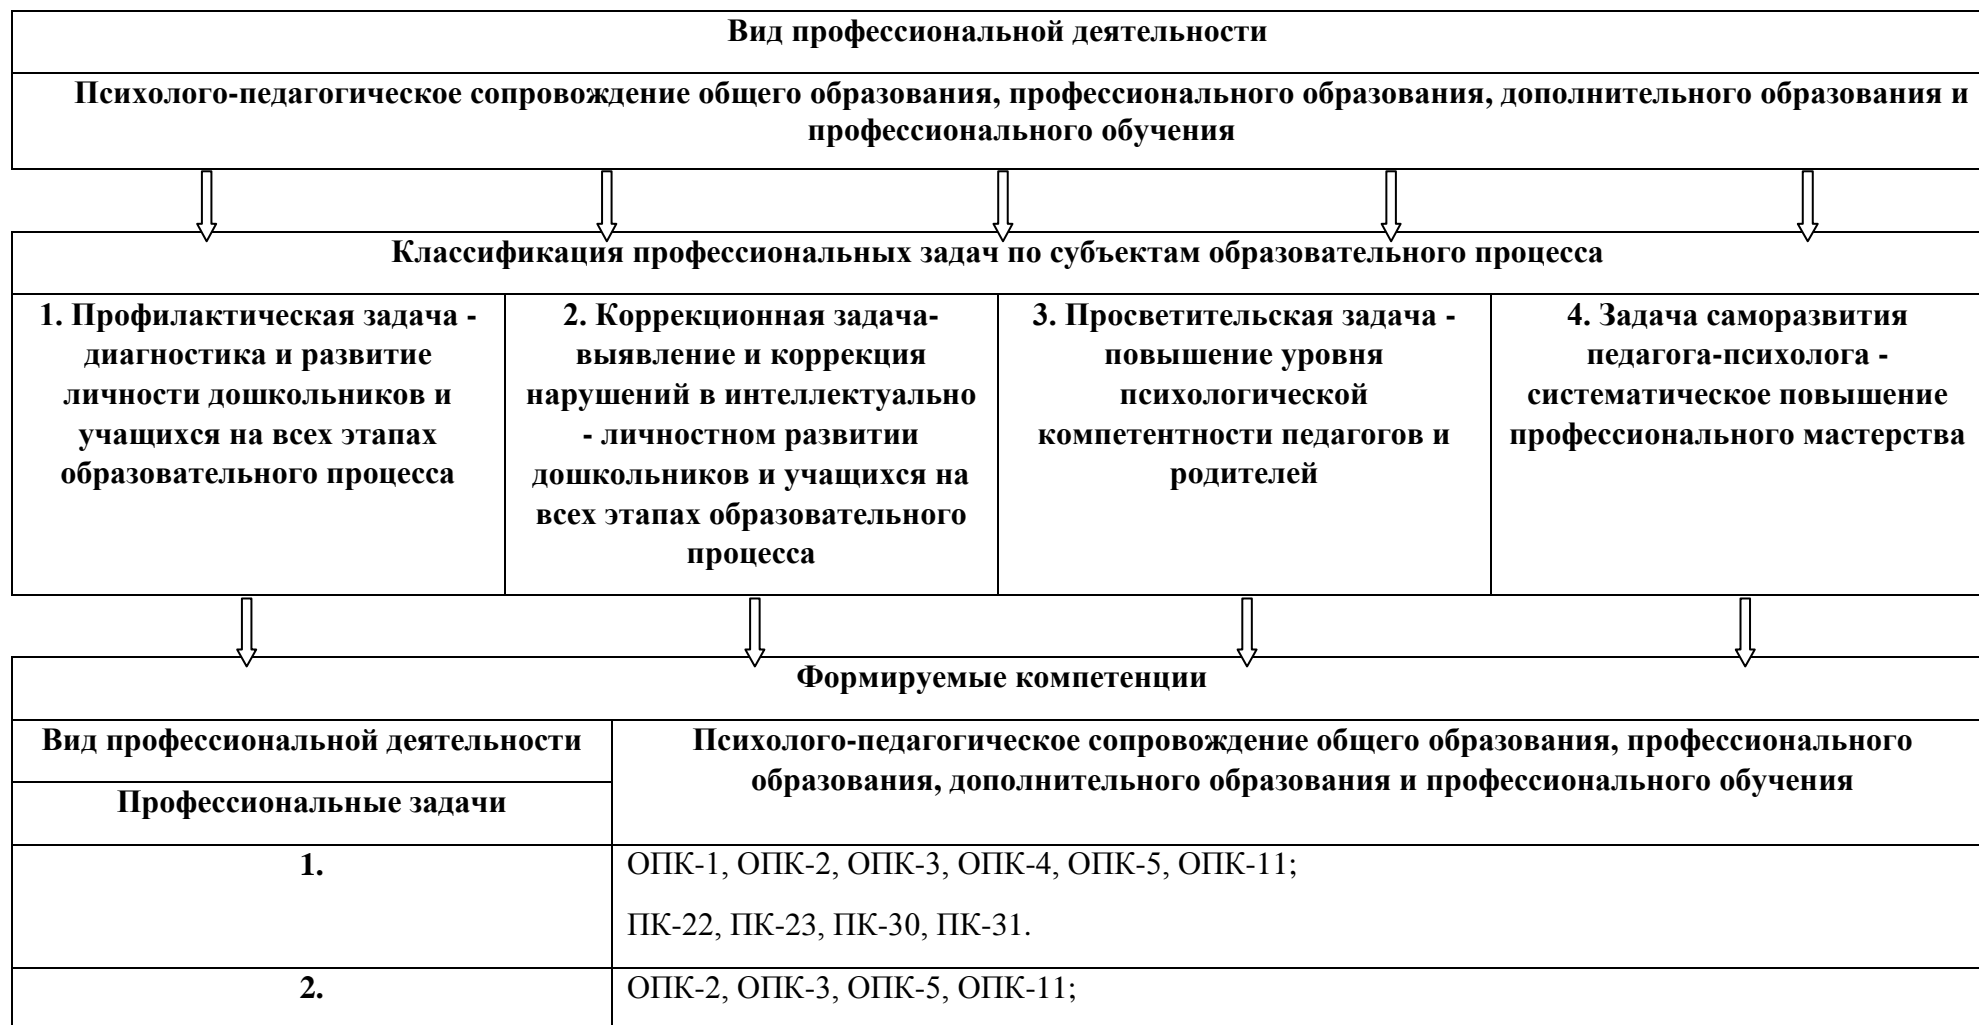 Вид профессиональной деятельности
Психолого-педагогическое сопровождение общего образования, профессионального образования, дополнительного образования и
профессионального обучения
Классификация профессиональных задач по субъектам образовательного процесса
1. Профилактическая задача -
диагностика и развитие
личности дошкольников и
учащихся на всех этапах
образовательного процесса
2. Коррекционная задача-
выявление и коррекция
нарушений в интеллектуально
- личностном развитии
дошкольников и учащихся на
всех этапах образовательного
процесса
3. Просветительская задача -
повышение уровня
психологической
компетентности педагогов и
родителей
4. Задача саморазвития
педагога-психолога -
систематическое повышение
профессионального мастерства
Формируемые компетенции
Вид профессиональной деятельности
Психолого-педагогическое сопровождение общего образования, профессионального
образования, дополнительного образования и профессионального обучения
Профессиональные задачи
1.
ОПК-1, ОПК-2, ОПК-3, ОПК-4, ОПК-5, ОПК-11;
ПК-22, ПК-23, ПК-30, ПК-31.
2.
ОПК-2, ОПК-3, ОПК-5, ОПК-11;